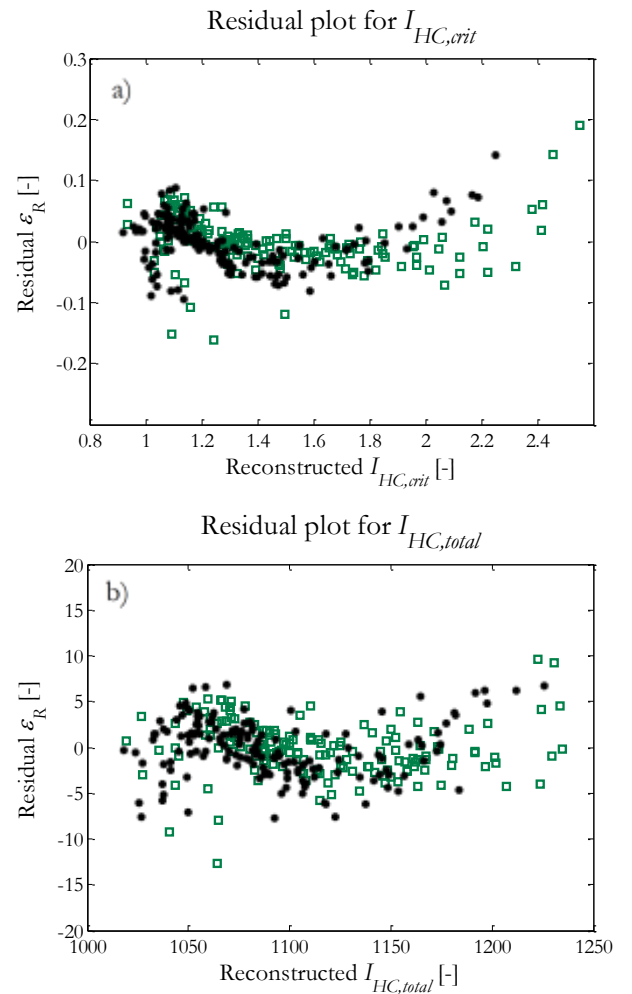 Residual plot for I_HC,crit
a)
0.3
0.2
0.1
0
-0.1
-0.2
Residual ε_R [-]
0.8 1 1.2 1.4 1.6 1.8 2 2.2 2.4
Reconstructed I_HC,crit [-]
Residual plot for I_HC,total
b)
20
15
10
5
0
-5
-10
-15
-20
Residual ε_R [-]
1000 1050 1100 1150 1200 1250
Reconstructed I_HC,total [-]